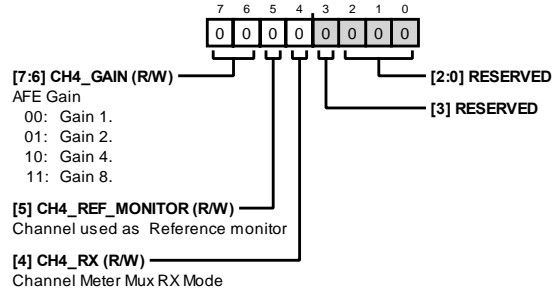 7 6 5 4 3 2 1 0
0 0 0 0 0 0 0 0
[7:6] CH4_GAIN (R/W)
AFE Gain
00: Gain 1.
01: Gain 2.
10: Gain 4.
11: Gain 8.
[5] CH4_REF_MONITOR (R/W)
Channel used as Reference monitor
[4] CH4_RX (R/W)
Channel Meter Mux RX Mode
[2:0] RESERVED
[3] RESERVED